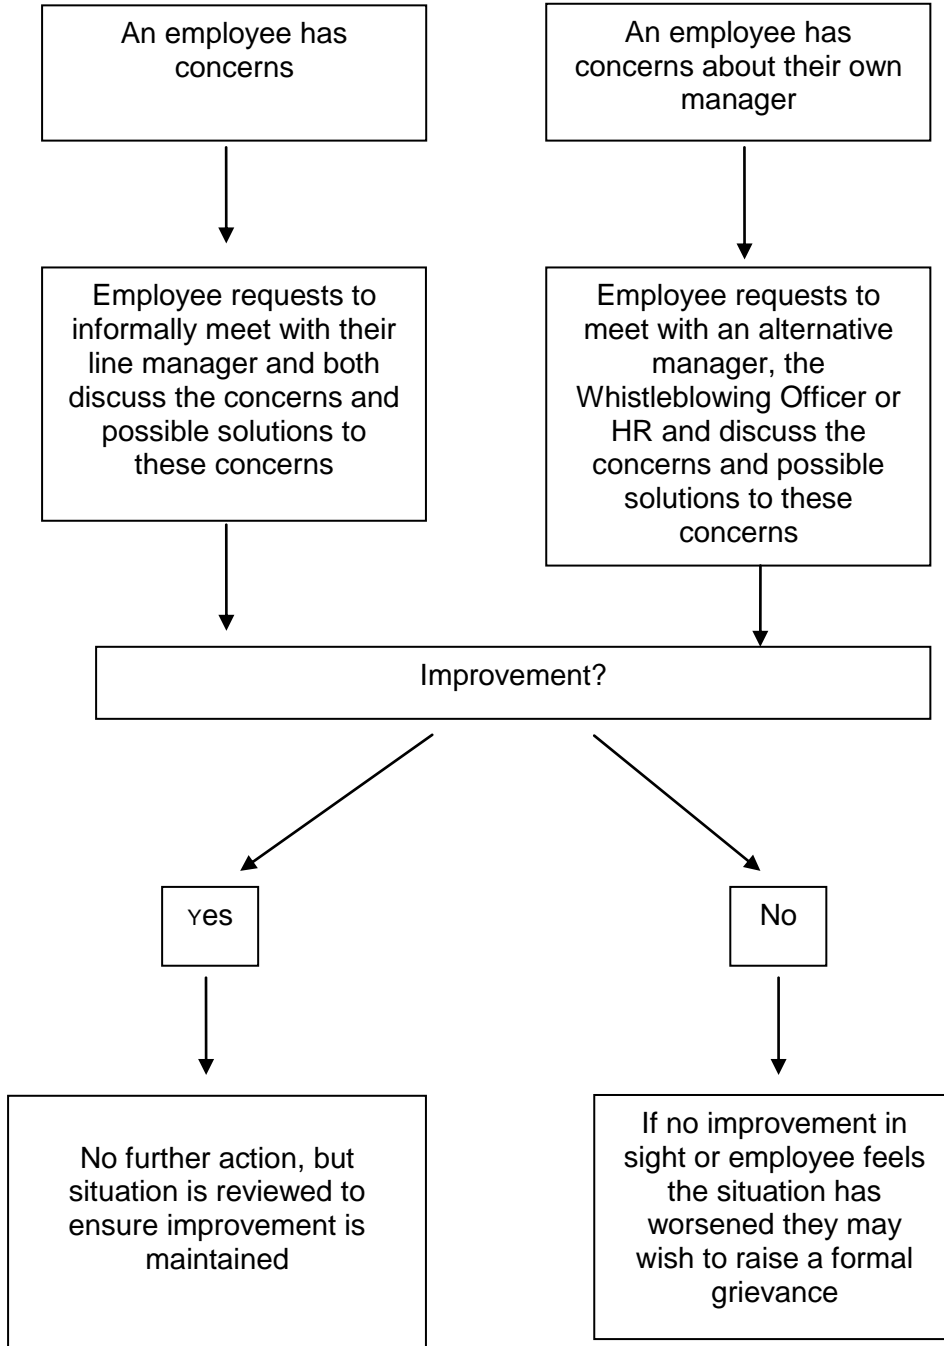 An employee has
concerns
An employee has
concerns about their own
manager
Employee requests to
informally meet with their
line manager and both
discuss the concerns and
possible solutions to
these concerns
Employee requests to
meet with an alternative
manager, the
Whistleblowing Officer or
HR and discuss the
concerns and possible
solutions to these
concerns
Improvement?
Yes
No
No further action, but
situation is reviewed to
ensure improvement is
maintained
If no improvement in
sight or employee feels
the situation has
worsened they may
wish to raise a formal
grievance